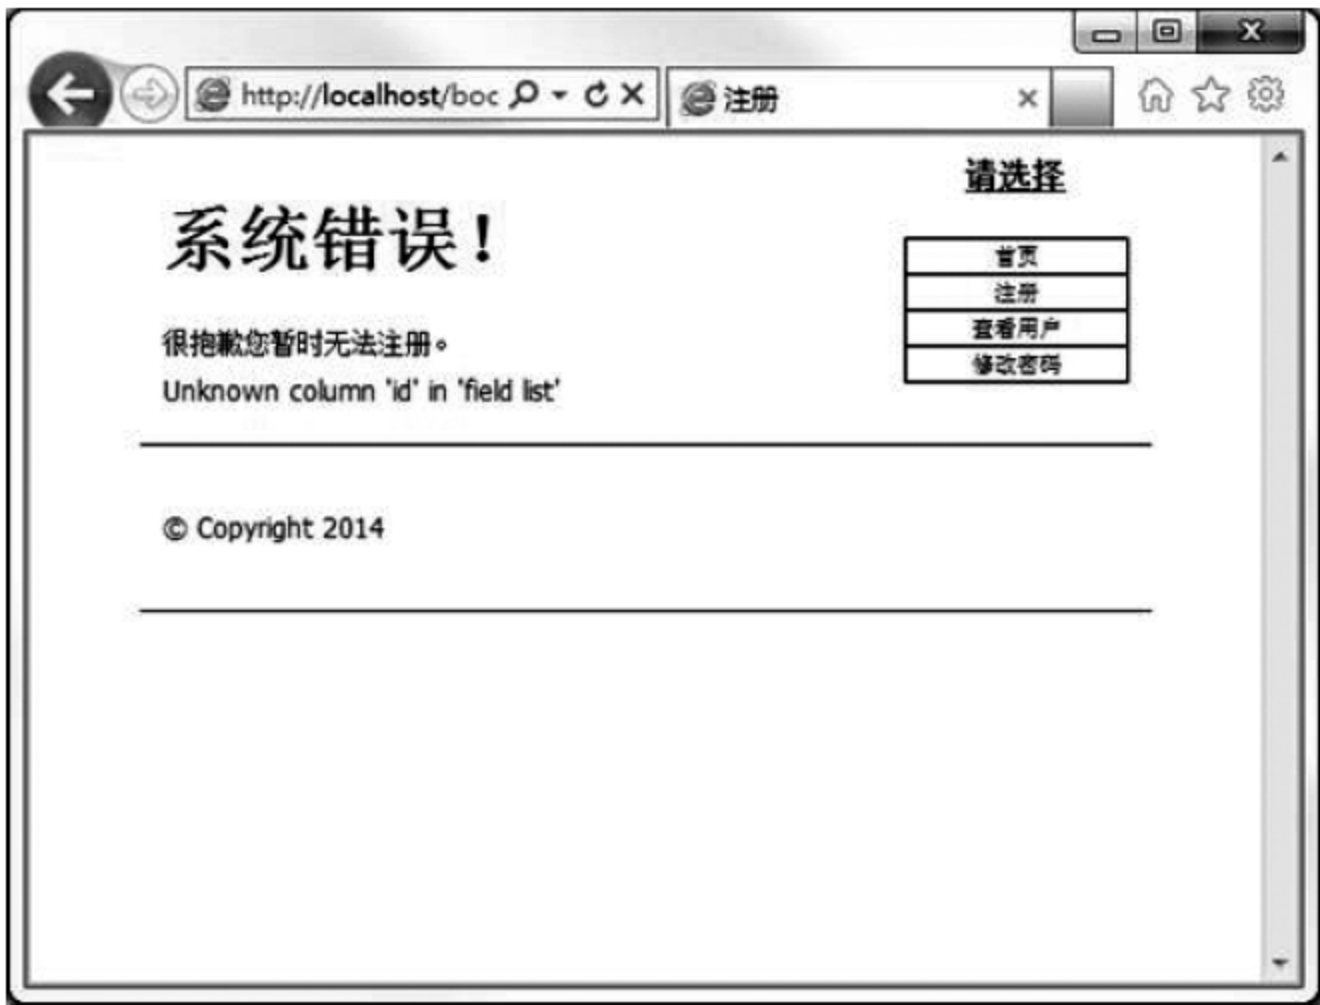 http://localhost/boc
注册
请选择
系统错误!
首页
注册
查看用户
修改密码
很抱歉您暂时无法注册。
Unknown column 'id' in 'field list'
© Copyright 2014